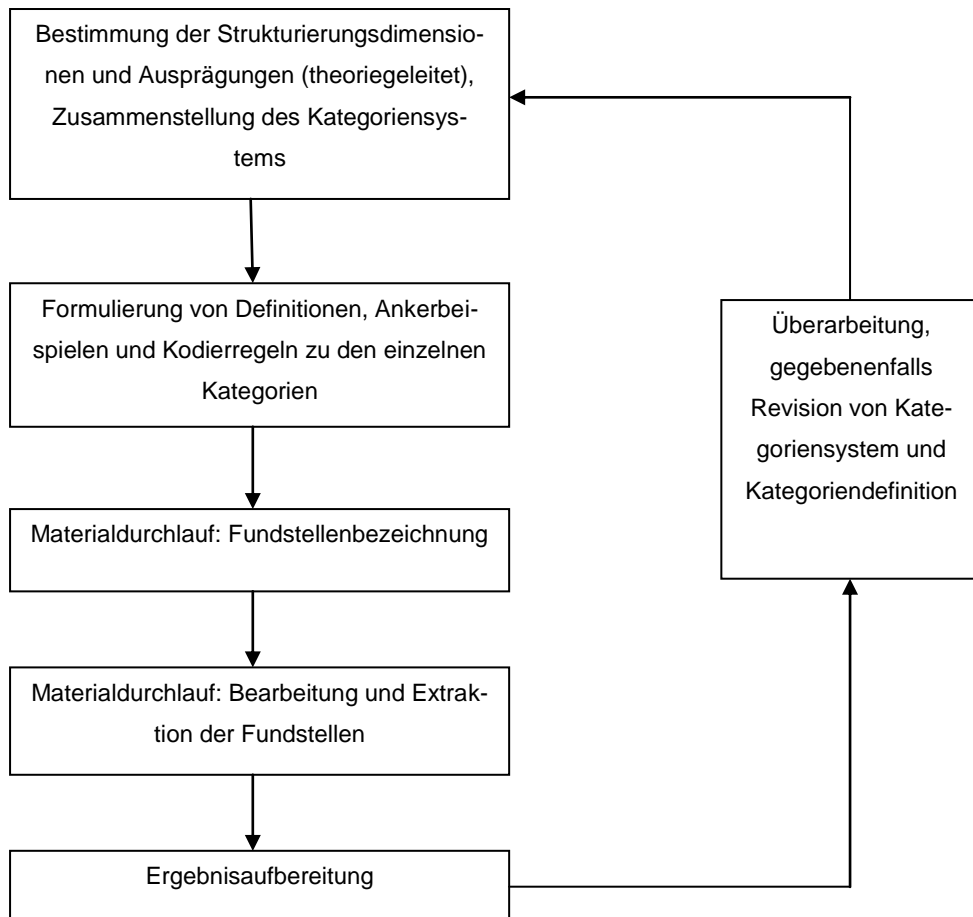 Bestimmung der Strukturierungsdimensio-
nen und Ausprägungen (theoriegeleitet),
Zusammenstellung des Kategoriensys-
tems
Formulierung von Definitionen, Ankerbei-
spielen und Kodierregeln zu den einzelnen
Kategorien
Materialdurchlauf: Fundstellenbezeichnung
Materialdurchlauf: Bearbeitung und Extrak-
tion der Fundstellen
Ergebnisaufbereitung
Überarbeitung,
gegebenenfalls
Revision von Kate-
goriensystem und
Kategoriendefinition